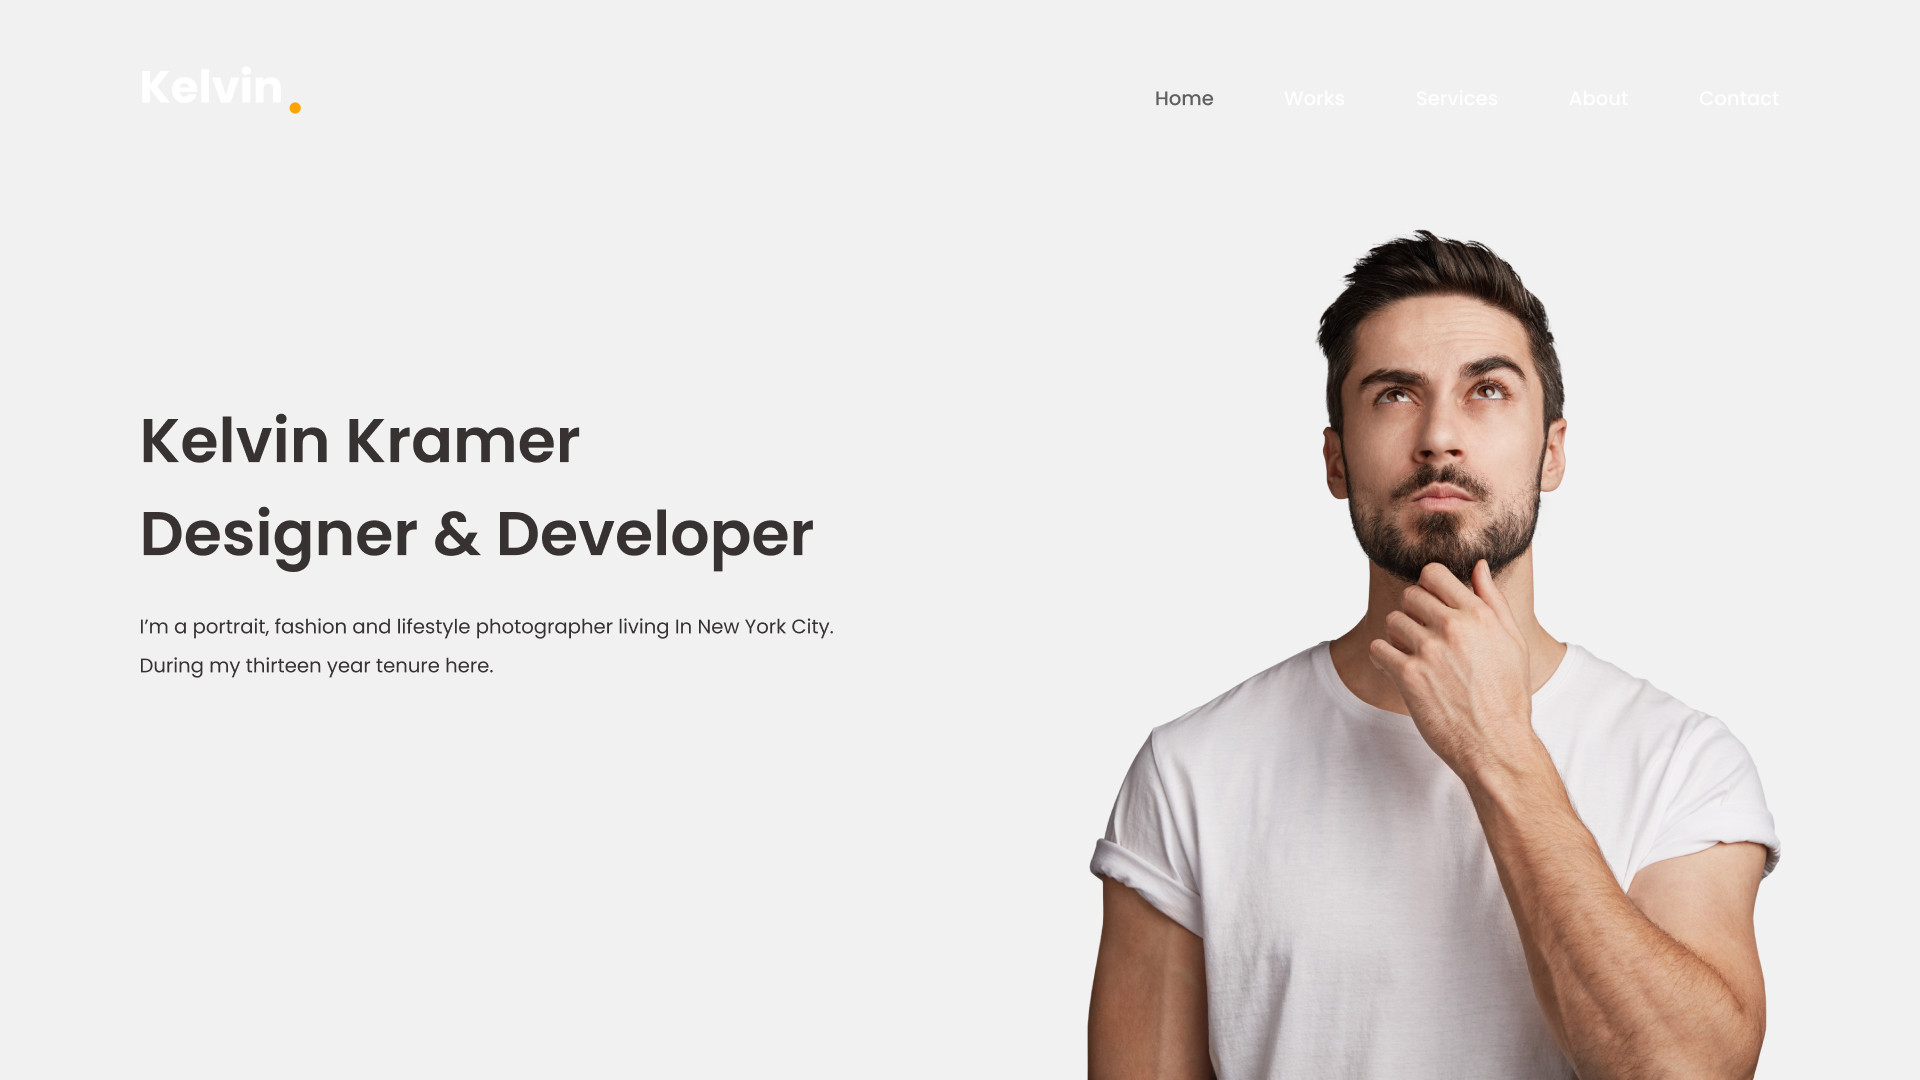 Kelvin.
Home Works Services About Contact
Kelvin Kramer
Designer & Developer
I’m a portrait, fashion and lifestyle photographer living In New York City.
During my thirteen year tenure here.